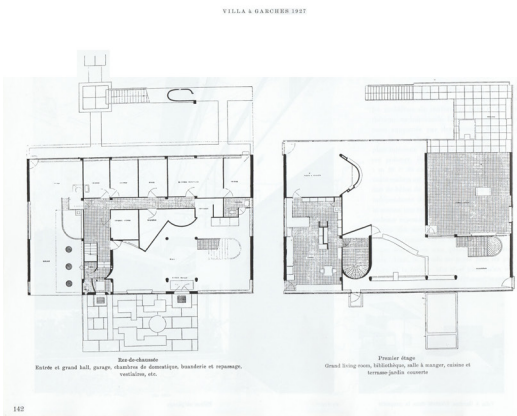 VILLA à GARCHES 1927
Rez-de-chaussée
Entrée et grand hall, garage, chambres de domestique, buanderie et repassage,
vestiaires, etc.
Premier étage
Grand living-room, bibliothèque, salle à manger, cuisine et
terrasse-jardin couverte
142